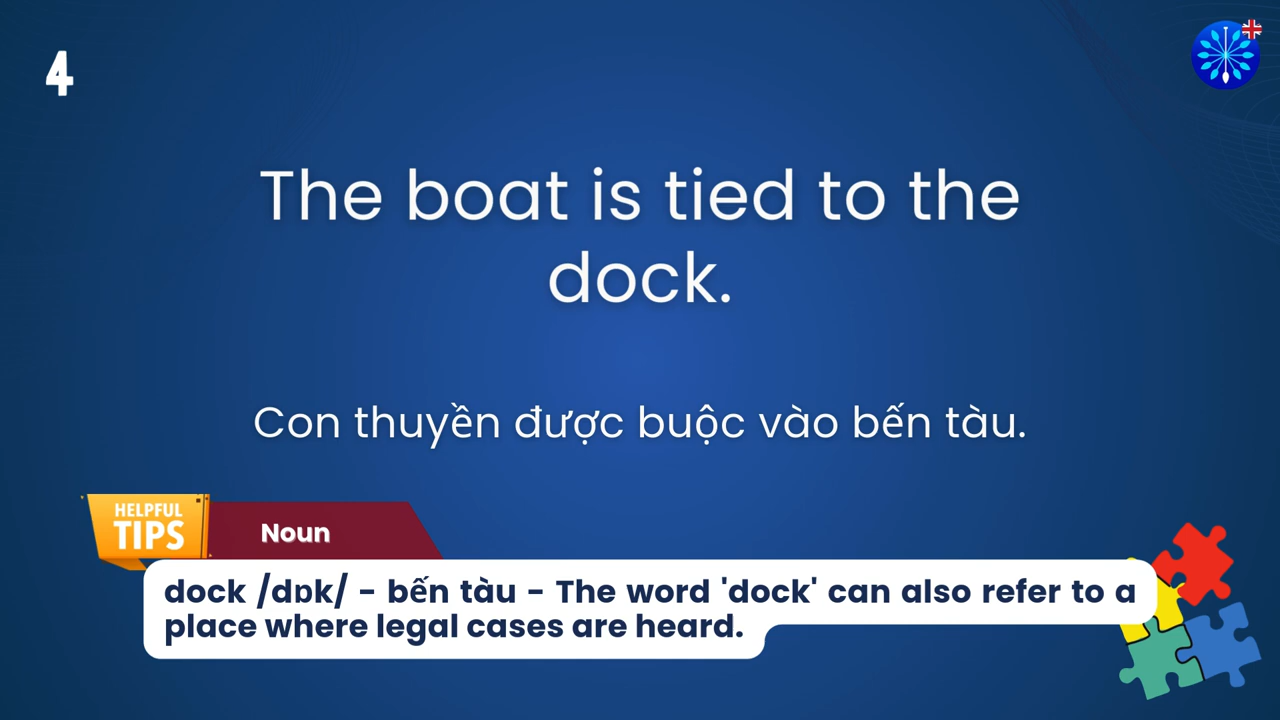 4
The boat is tied to the
dock.
Con thuyền được buộc vào bến tàu.
HELPFUL
TIPS
Noun
dock /dɒk/ - bến tàu - The word 'dock' can also refer to a
place where legal cases are heard.